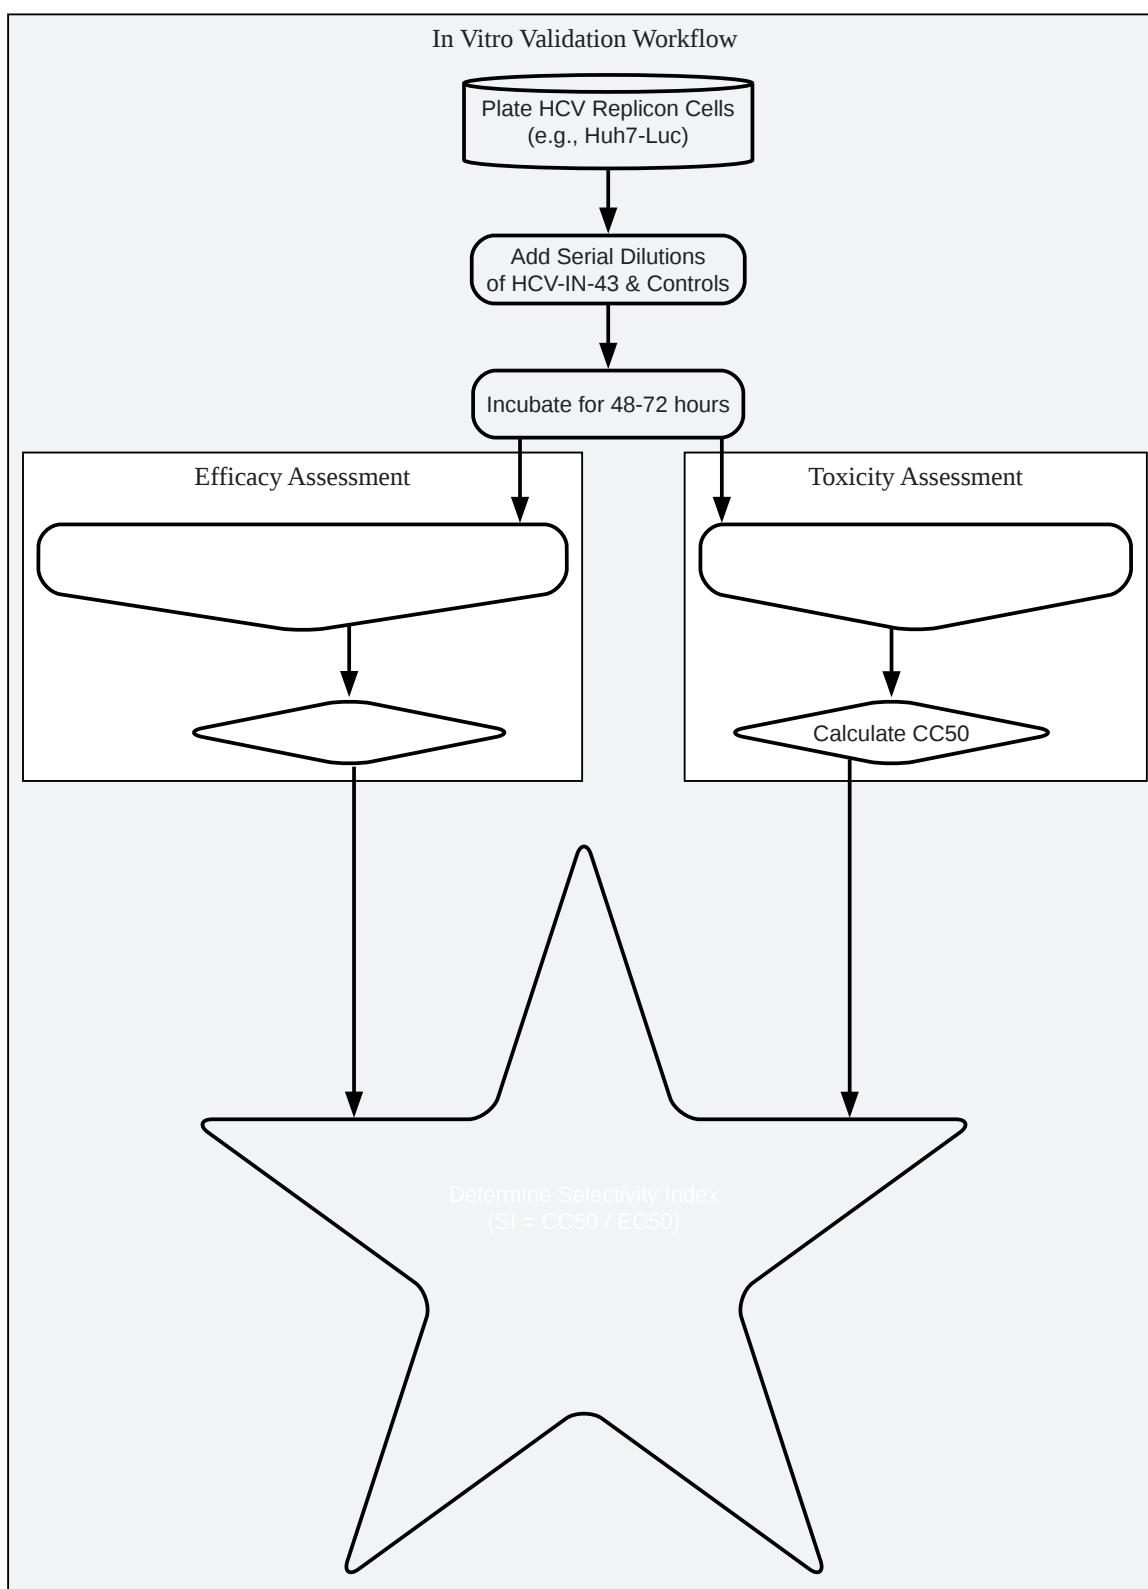 In Vitro Validation Workflow
Plate HCV Replicon Cells
(e.g., Huh7-Luc)
Add Serial Dilutions
of HCV-IN-43 & Controls
Incubate for 48-72 hours
Efficacy Assessment
Toxicity Assessment
Calculate CC50
Determine Selectivity Index
(SI = CC50 / EC50)